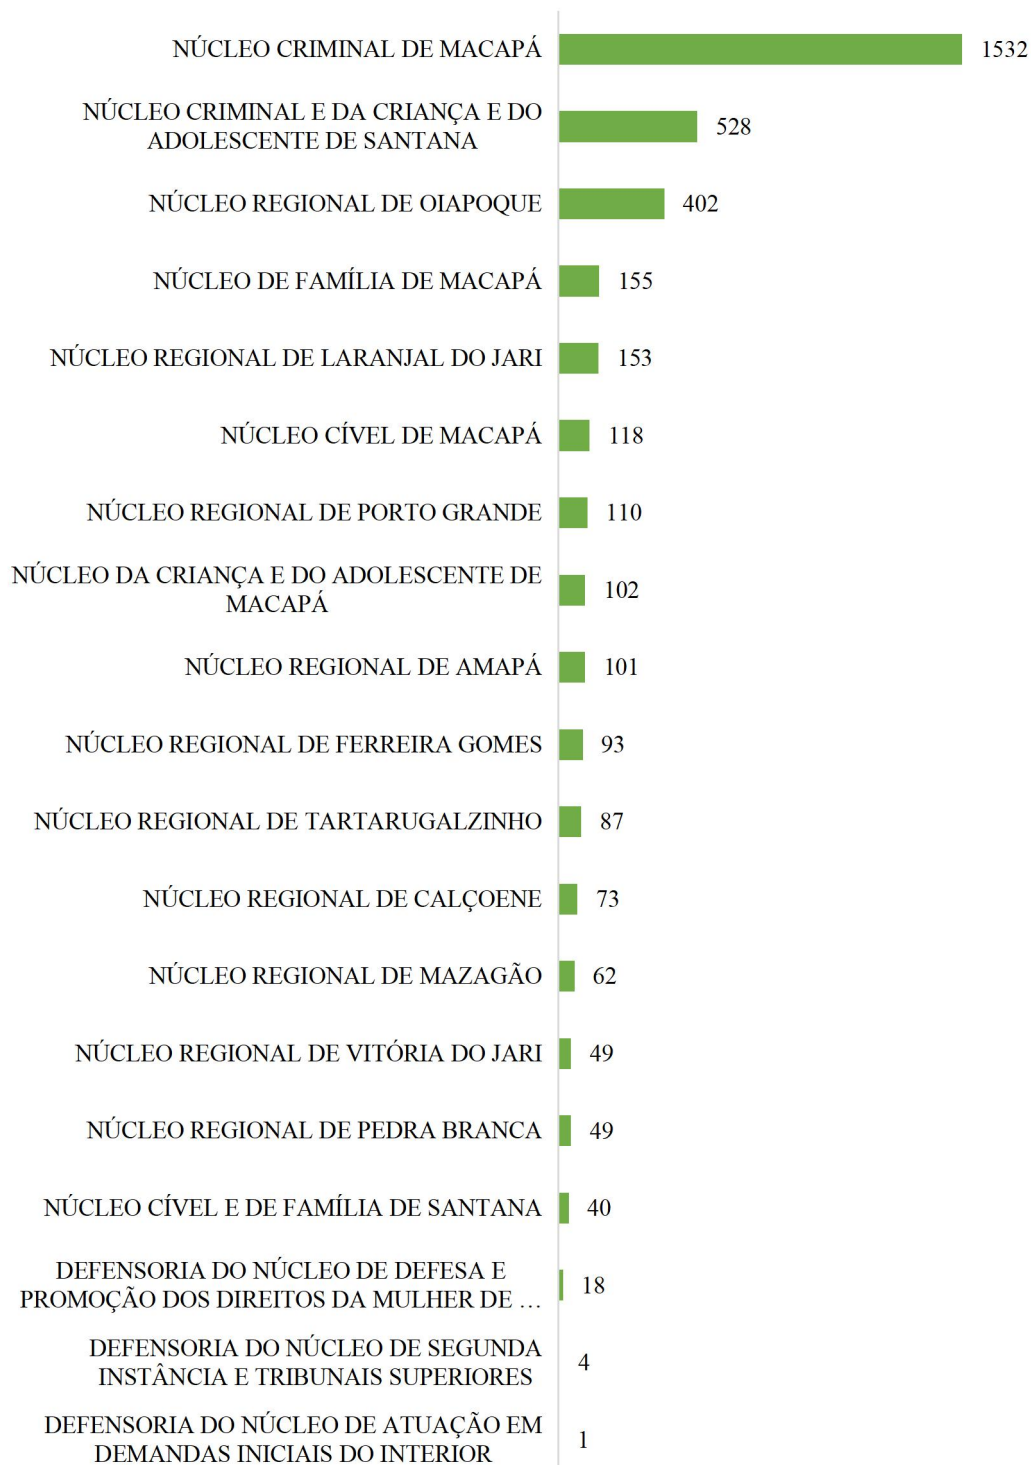 NÚCLEO CRIMINAL DE MACAPÁ 1532
NÚCLEO CRIMINAL E DA CRIANÇA E DO
ADOLESCENTE DE SANTANA 528
NÚCLEO REGIONAL DE OIAPOQUE 402
NÚCLEO DE FAMÍLIA DE MACAPÁ 155
NÚCLEO REGIONAL DE LARANJAL DO JARI 153
NÚCLEO CÍVEL DE MACAPÁ 118
NÚCLEO REGIONAL DE PORTO GRANDE 110
NÚCLEO DA CRIANÇA E DO ADOLESCENTE DE
MACAPÁ 102
NÚCLEO REGIONAL DE AMAPÁ 101
NÚCLEO REGIONAL DE FERREIRA GOMES 93
NÚCLEO REGIONAL DE TARTARUGALZINHO 87
NÚCLEO REGIONAL DE CALÇOENE 73
NÚCLEO REGIONAL DE MAZAGÃO 62
NÚCLEO REGIONAL DE VITÓRIA DO JARI 49
NÚCLEO REGIONAL DE PEDRA BRANCA 49
NÚCLEO CÍVEL E DE FAMÍLIA DE SANTANA 40
DEFENSORIA DO NÚCLEO DE DEFESA E
PROMOÇÃO DOS DIREITOS DA MULHER DE … 18
DEFENSORIA DO NÚCLEO DE SEGUNDA
INSTÂNCIA E TRIBUNAIS SUPERIORES 4
DEFENSORIA DO NÚCLEO DE ATUAÇÃO EM
DEMANDAS INICIAIS DO INTERIOR 1